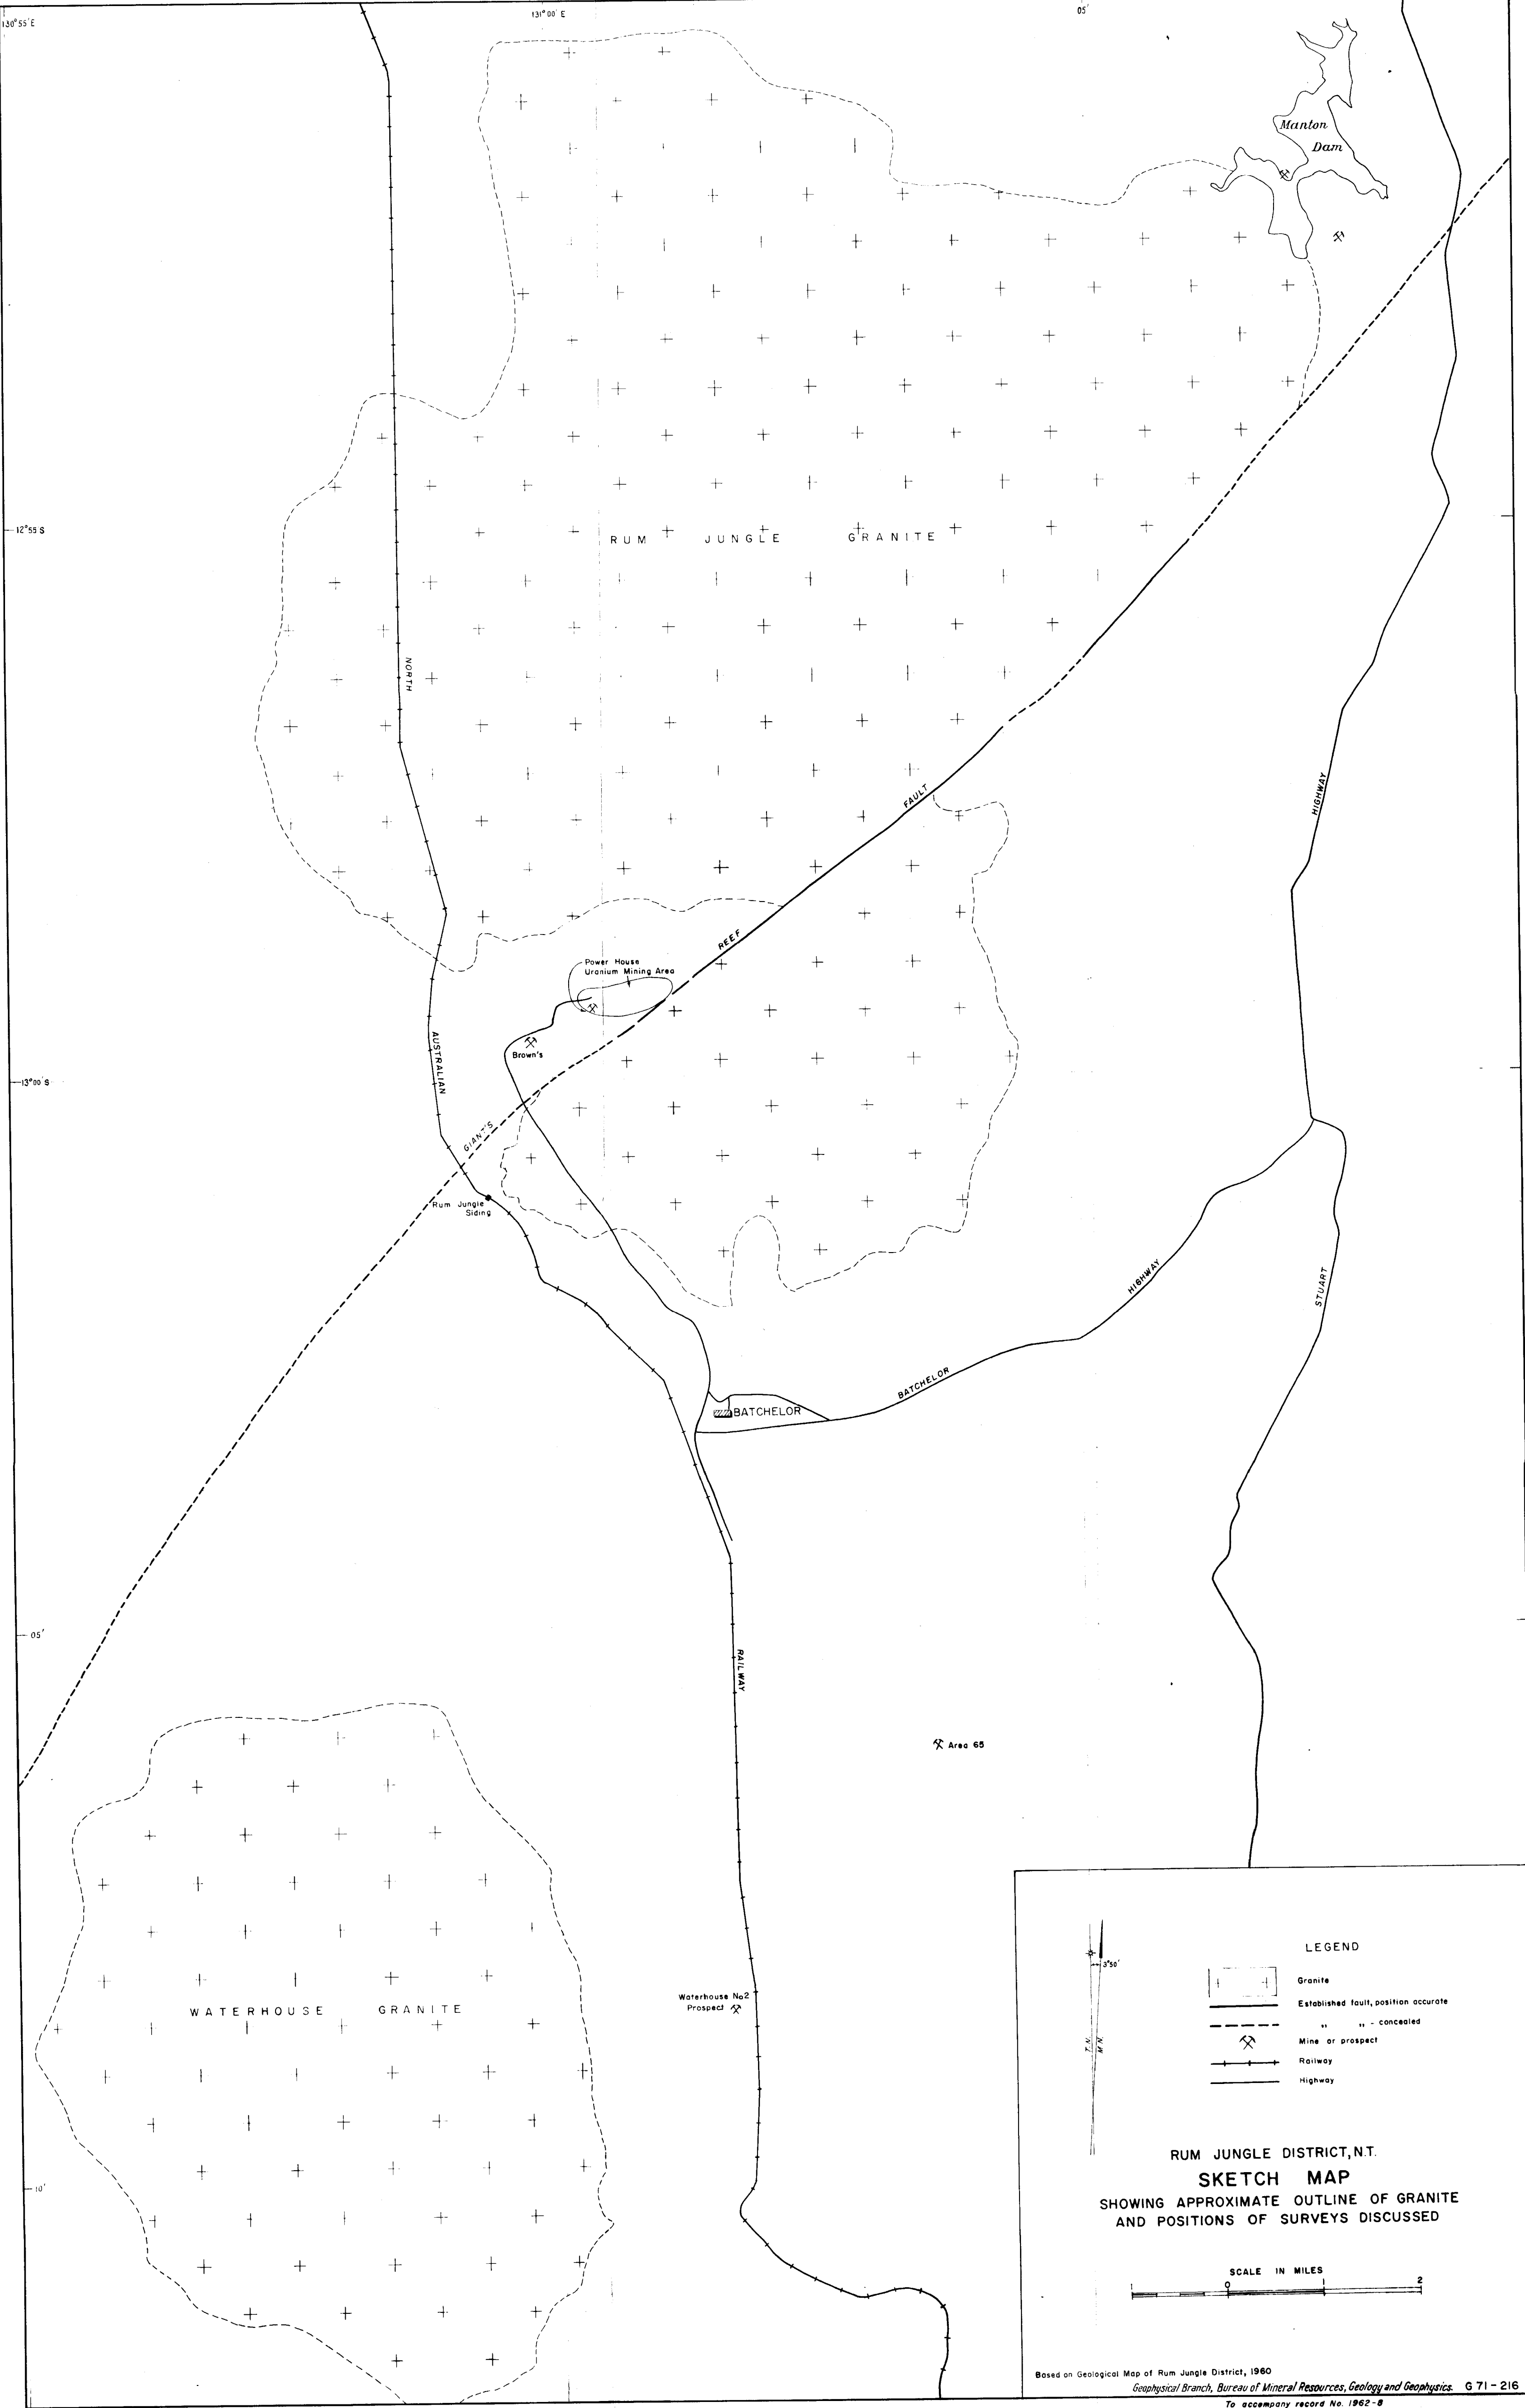 130°55'E
131°00' E
05'
Manton
Dam
12°55 S
RUM JUNGLE GRANITE
NORTH
HIGHWAY
FAULT
REEF
Power House
Uranium Mining Area
AUSTRALIAN
Brown's
13°00'S
GIANT'S
Rum Jungle
Siding
HIGHWAY
STUART
BATCHELOR
BATCHELOR
05'
RAILWAY
Area 65
WATERHOUSE GRANITE
Waterhouse No2
Prospect
10'
LEGEND
3°50'
T.N.
M.N.
Granite
Established fault, position accurate
" " - concealed
Mine or prospect
Railway
Highway
RUM JUNGLE DISTRICT, N.T.
SKETCH MAP
SHOWING APPROXIMATE OUTLINE OF GRANITE
AND POSITIONS OF SURVEYS DISCUSSED
SCALE IN MILES
1 0 1 2
Based on Geological Map of Rum Jungle District, 1960
Geophysical Branch, Bureau of Mineral Resources, Geology and Geophysics. G 71 - 216
To accompany record No. 1962-8